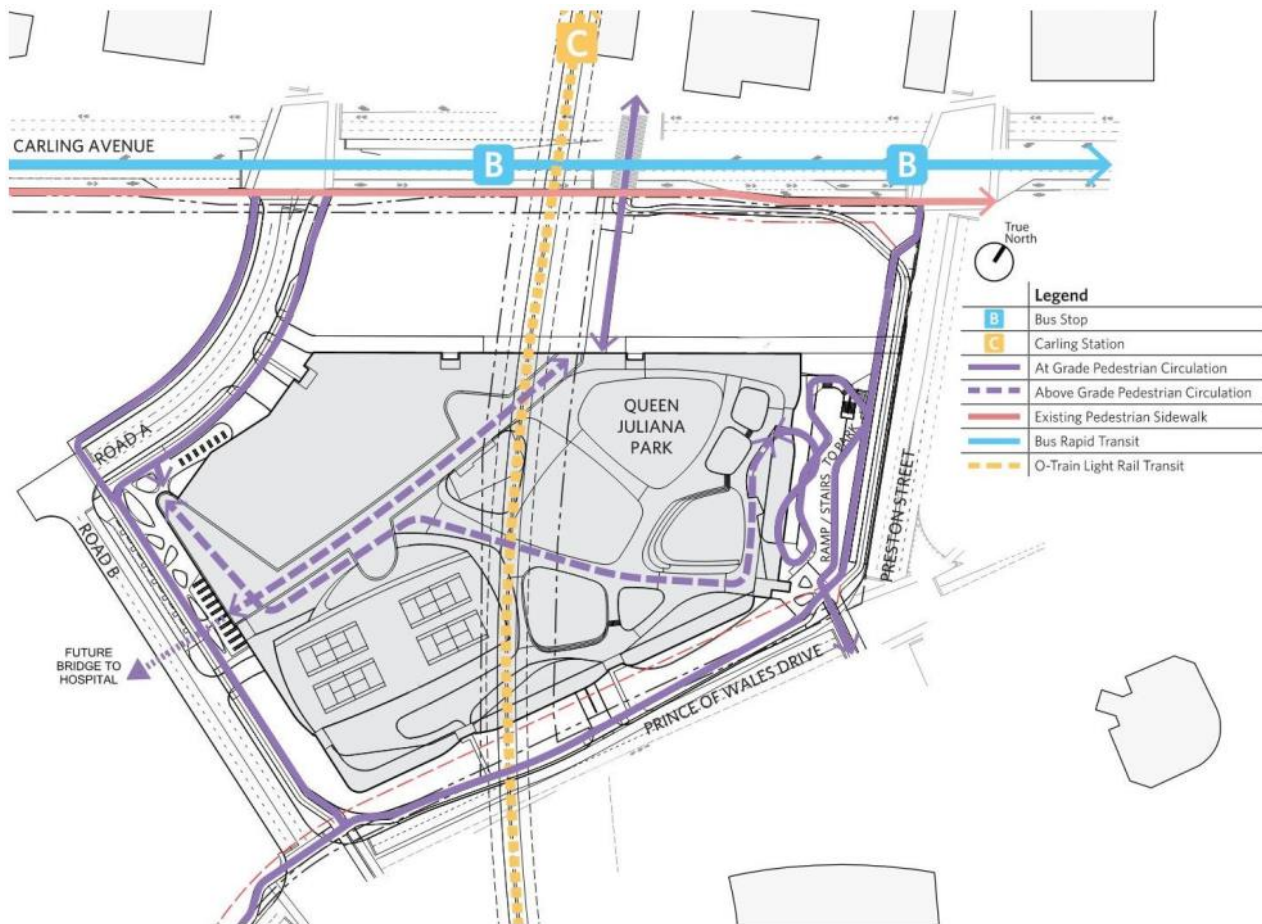 C
CARLING AVENUE
B
B
True
North
Legend
B Bus Stop
C Carling Station
At Grade Pedestrian Circulation
Above Grade Pedestrian Circulation
Existing Pedestrian Sidewalk
Bus Rapid Transit
O-Train Light Rail Transit
QUEEN
JULIANA
PARK
ROAD A
ROAD B
RAMP / STAIRS TO PARK
PRESTON STREET
FUTURE
BRIDGE TO
HOSPITAL
PRINCE OF WALES DRIVE